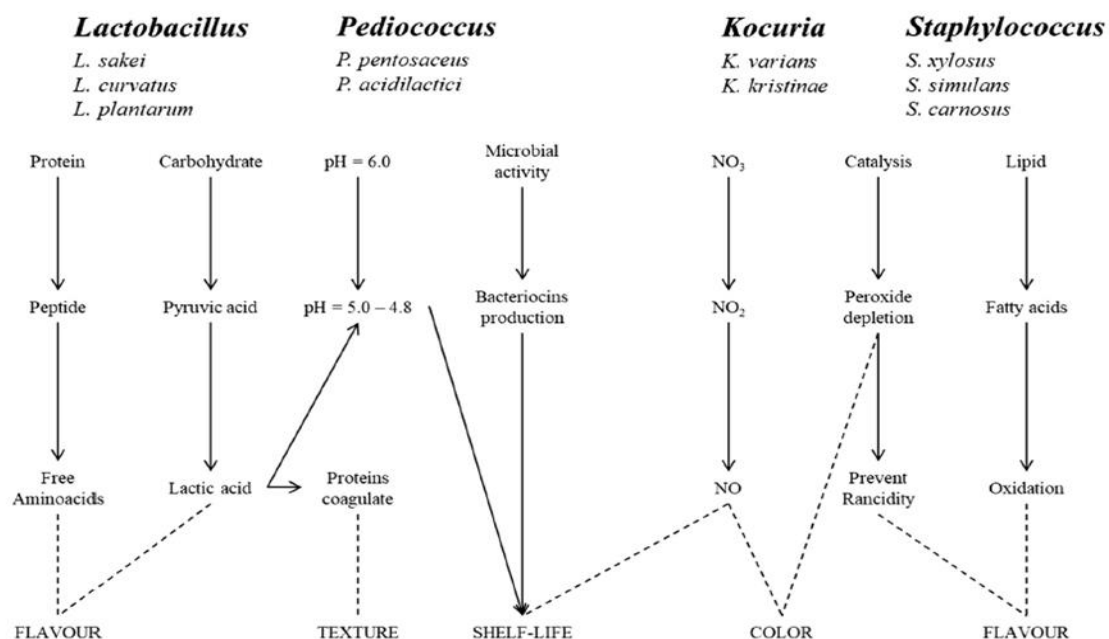 Lactobacillus
L. sakei
L. curvatus
L. plantarum
Pediococcus
P. pentosaceus
P. acidilactici
Kocuria
K. varians
K. kristinae
Staphylococcus
S. xylosus
S. simulans
S. carnosus
Protein
Carbohydrate
pH = 6.0
Microbial
activity
NO₃
Catalysis
Lipid
Peptide
Pyruvic acid
pH = 5.0 – 4.8
Bacteriocins
production
NO₂
Peroxide
depletion
Fatty acids
Free
Aminoacids
Lactic acid
Proteins
coagulate
NO
Prevent
Rancidity
Oxidation
FLAVOUR
TEXTURE
SHELF-LIFE
COLOR
FLAVOUR